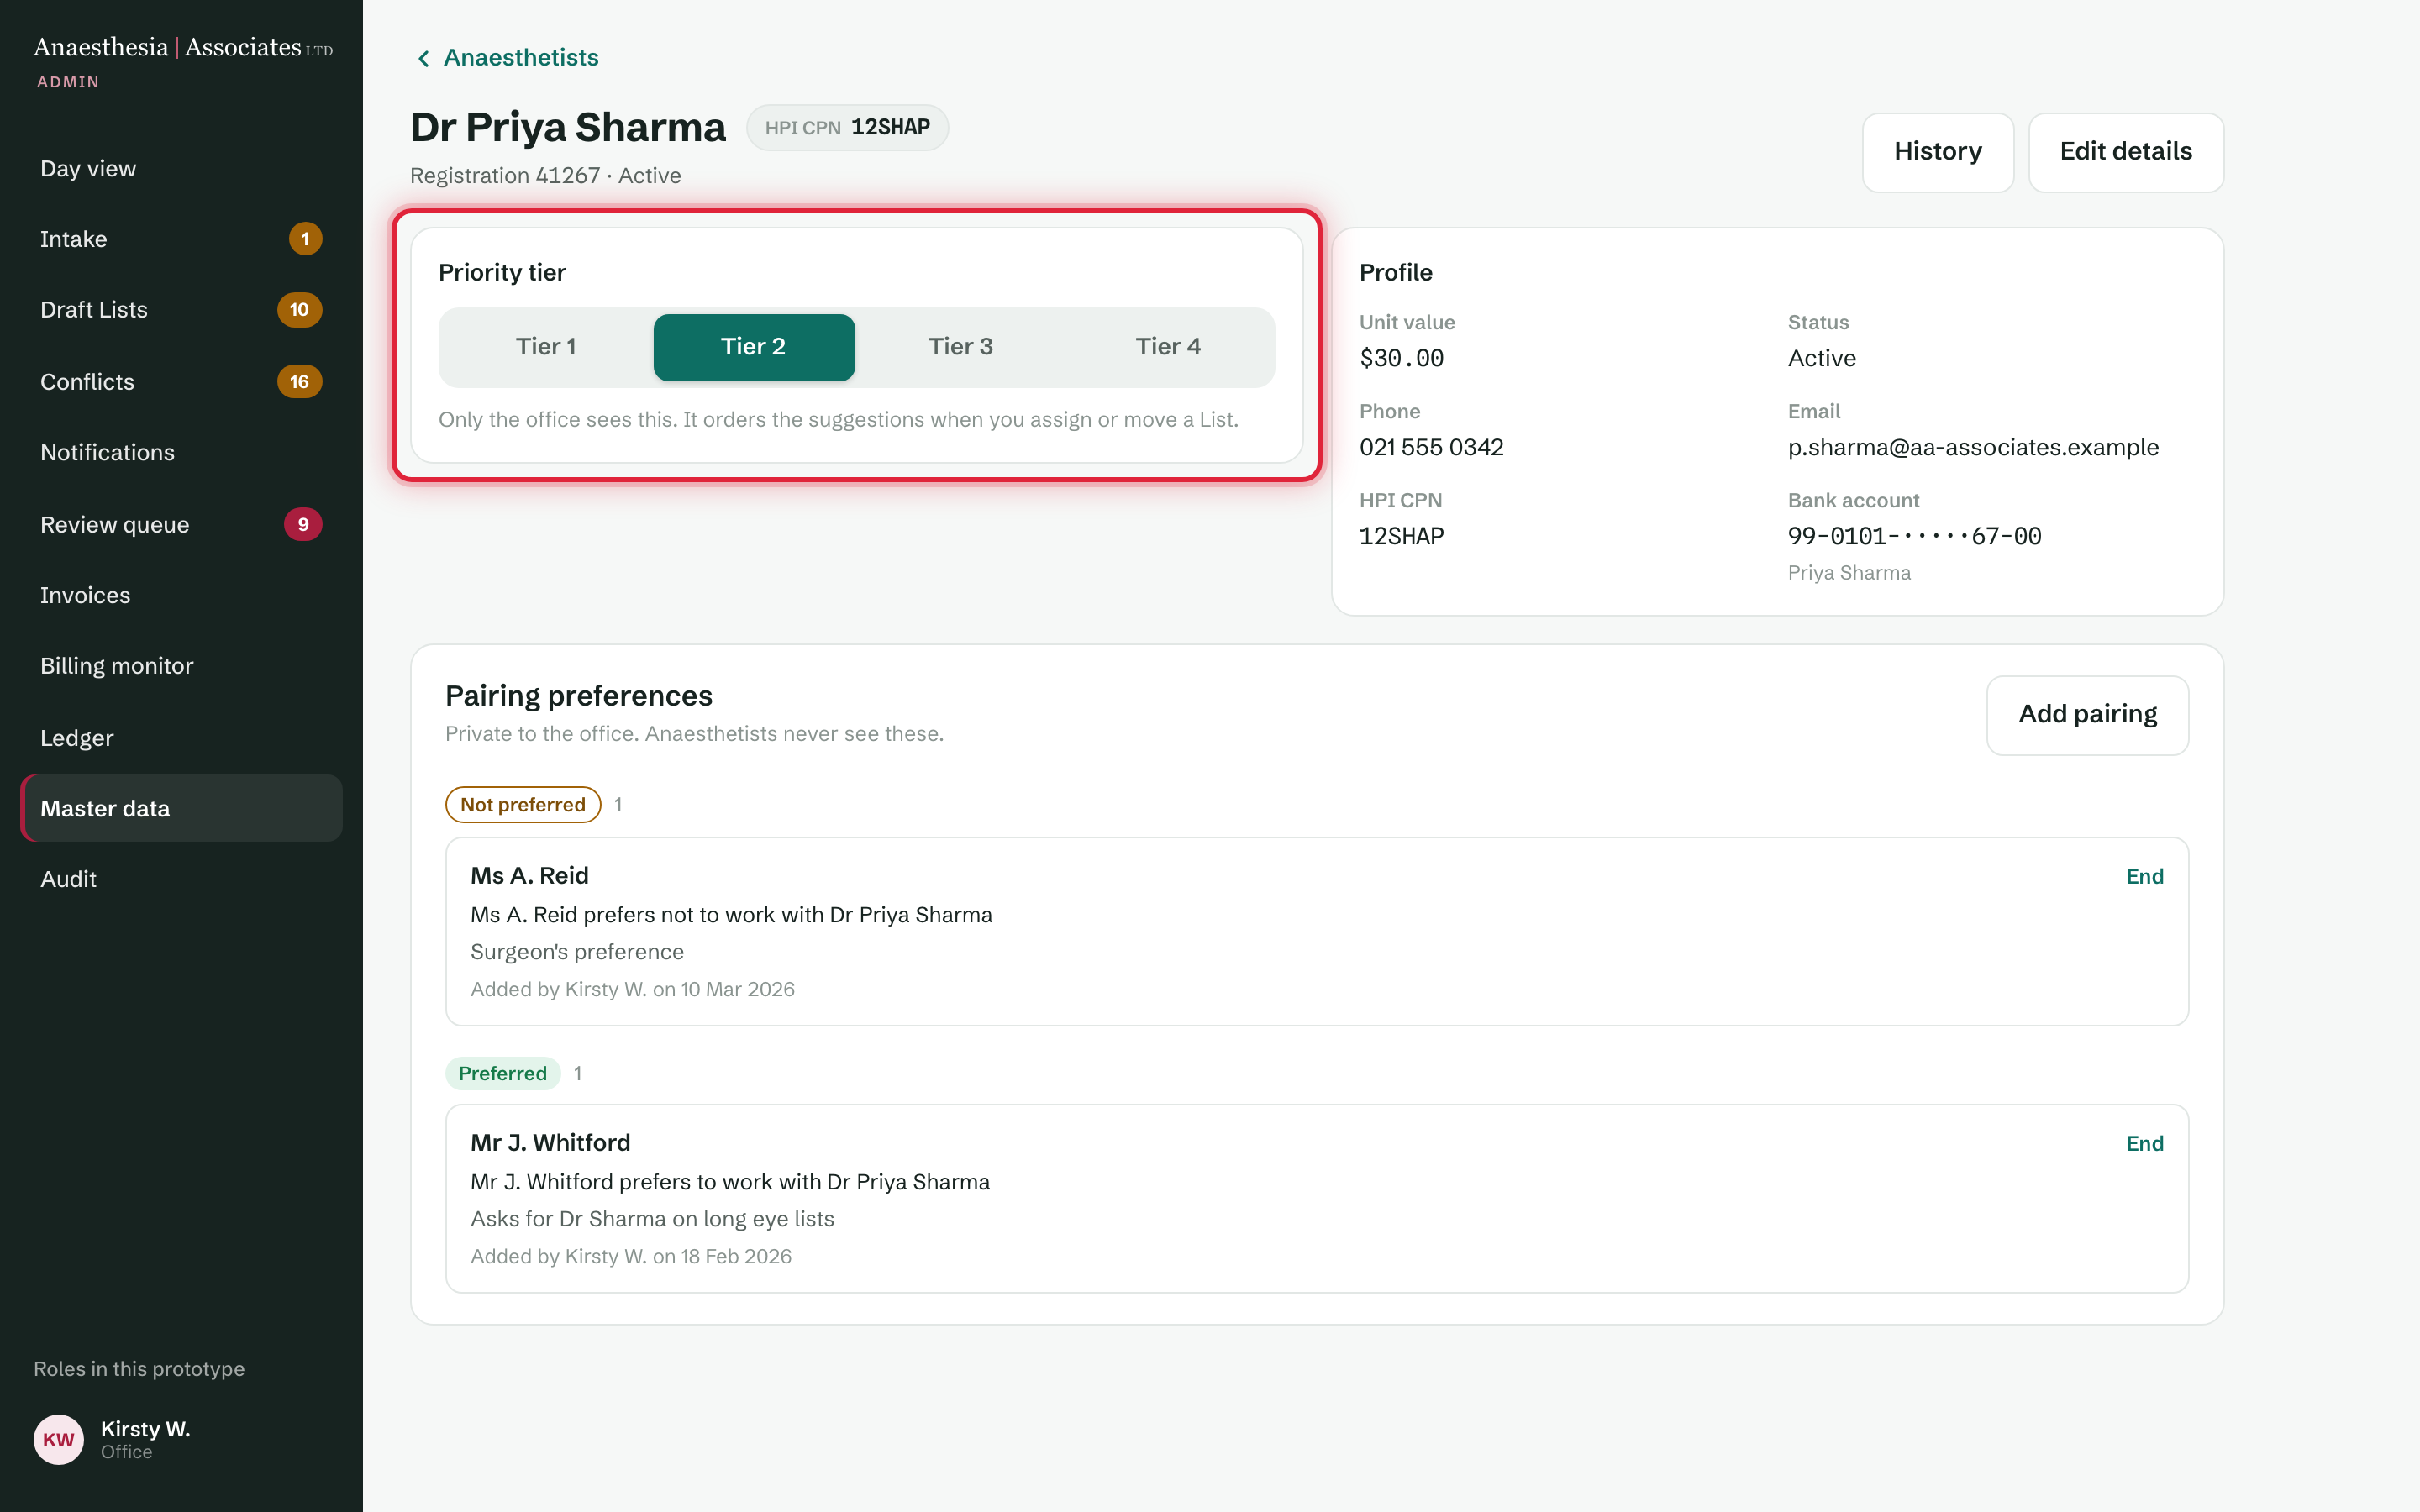 Anaesthesia | Associates LTD
ADMIN
Day view
Intake 1
Draft Lists 10
Conflicts 16
Notifications
Review queue 9
Invoices
Billing monitor
Ledger
Master data
Audit
Roles in this prototype
KW
Kirsty W.
Office
Anaesthetists
Dr Priya Sharma HPI CPN 12SHAP
Registration 41267 · Active
History
Edit details
Priority tier
Tier 1 Tier 2 Tier 3 Tier 4
Only the office sees this. It orders the suggestions when you assign or move a List.
Profile
Unit value
$30.00
Status
Active
Phone
021 555 0342
Email
p.sharma@aa-associates.example
HPI CPN
12SHAP
Bank account
99-0101-·····67-00
Priya Sharma
Pairing preferences
Private to the office. Anaesthetists never see these.
Add pairing
Not preferred 1
Ms A. Reid
End
Ms A. Reid prefers not to work with Dr Priya Sharma
Surgeon's preference
Added by Kirsty W. on 10 Mar 2026
Preferred 1
Mr J. Whitford
End
Mr J. Whitford prefers to work with Dr Priya Sharma
Asks for Dr Sharma on long eye lists
Added by Kirsty W. on 18 Feb 2026